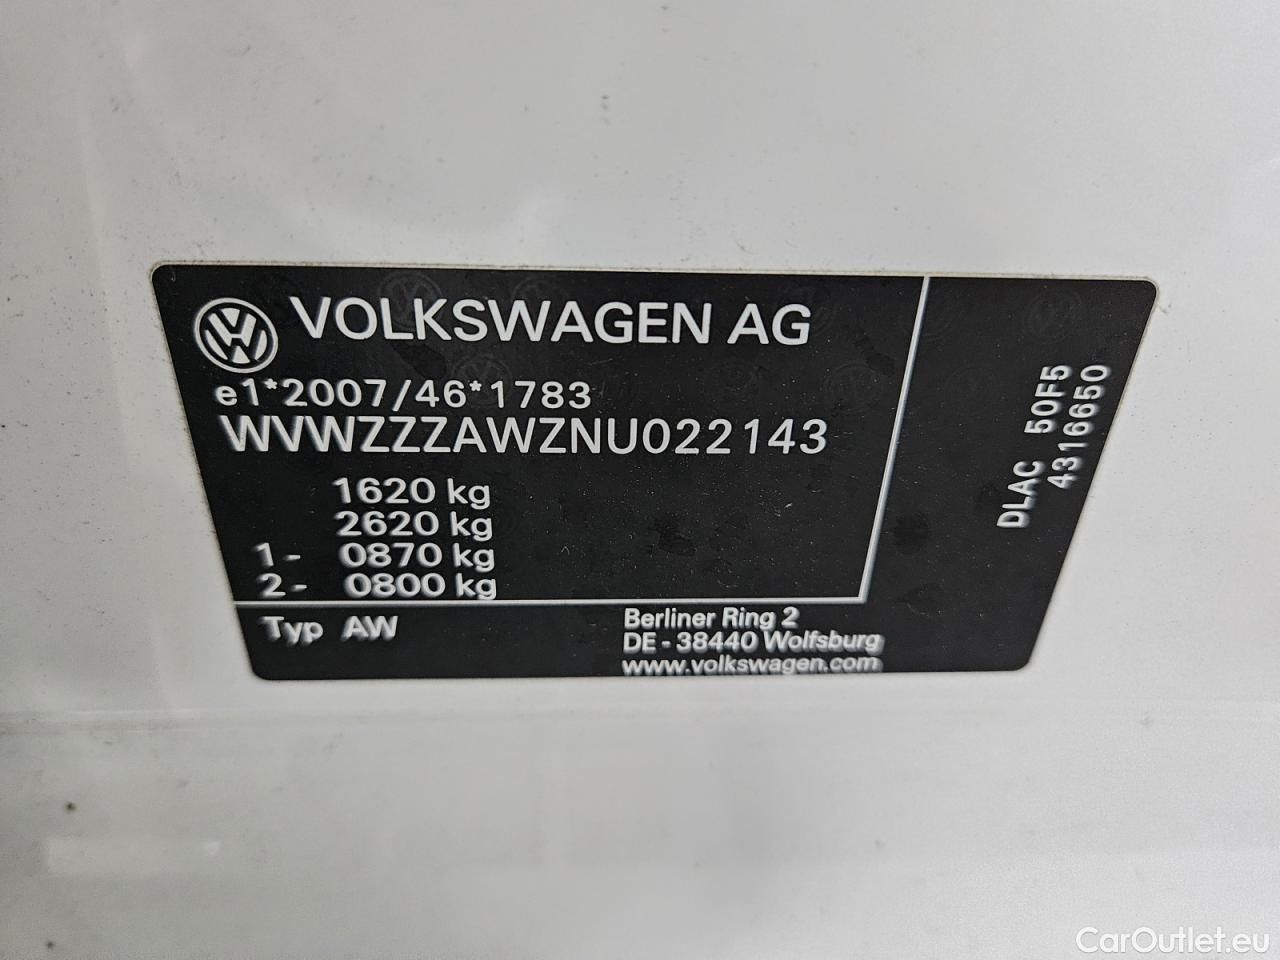 VOLKSWAGEN AG
e1*2007/46*1783
WVWZZZAWZNU022143
1620 kg
2620 kg
1- 0870 kg
2- 0800 kg
Typ AW
Berliner Ring 2
DE - 38440 Wolfsburg
www.volkswagen.com
DLAC 50F5
4316650
CarOutlet.eu